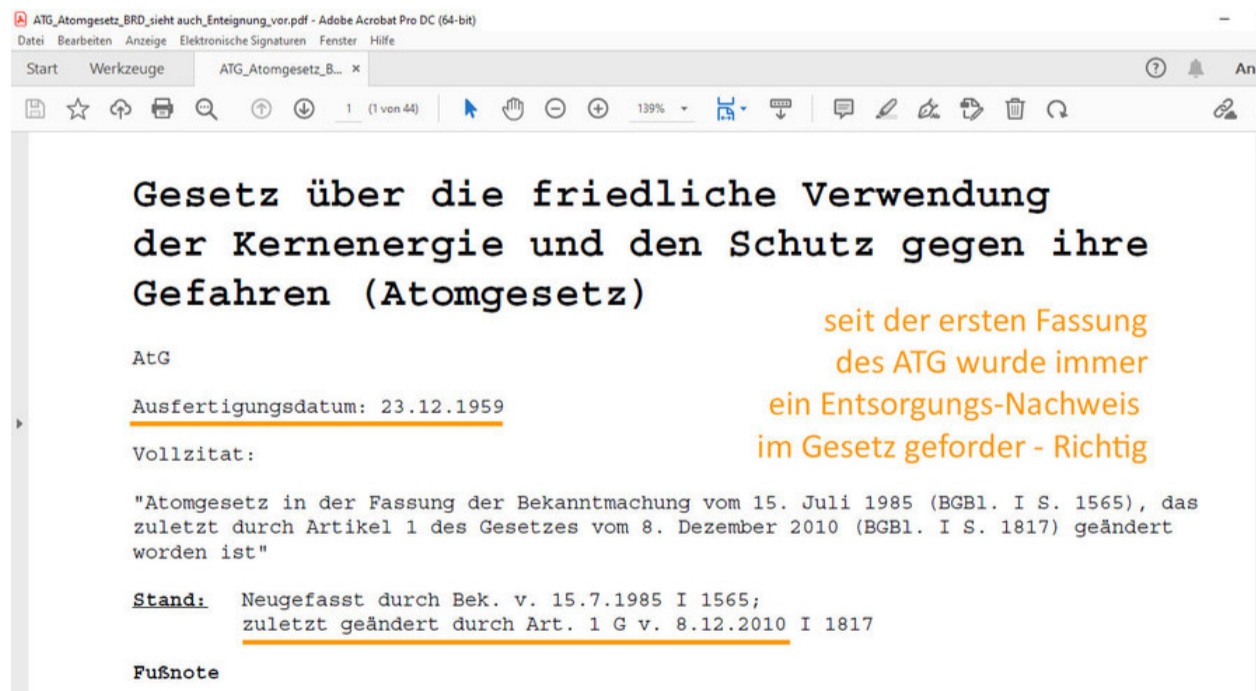 ATG_Atomgesetz_BRD_sieht auch_Enteignung_vor.pdf - Adobe Acrobat Pro DC (64-bit)
Datei Bearbeiten Anzeige Elektronische Signaturen Fenster Hilfe
Start Werkzeuge ATG_Atomgesetz_B... × ? An
1 (1 von 44) 139%
Gesetz über die friedliche Verwendung
der Kernenergie und den Schutz gegen ihre
Gefahren (Atomgesetz)
seit der ersten Fassung
des ATG wurde immer
ein Entsorgungs-Nachweis
im Gesetz geforder - Richtig
AtG
Ausfertigungsdatum: 23.12.1959
Vollzitat:
"Atomgesetz in der Fassung der Bekanntmachung vom 15. Juli 1985 (BGBl. I S. 1565), das
zuletzt durch Artikel 1 des Gesetzes vom 8. Dezember 2010 (BGBl. I S. 1817) geändert
worden ist"
Stand: Neugefasst durch Bek. v. 15.7.1985 I 1565;
zuletzt geändert durch Art. 1 G v. 8.12.2010 I 1817
Fußnote